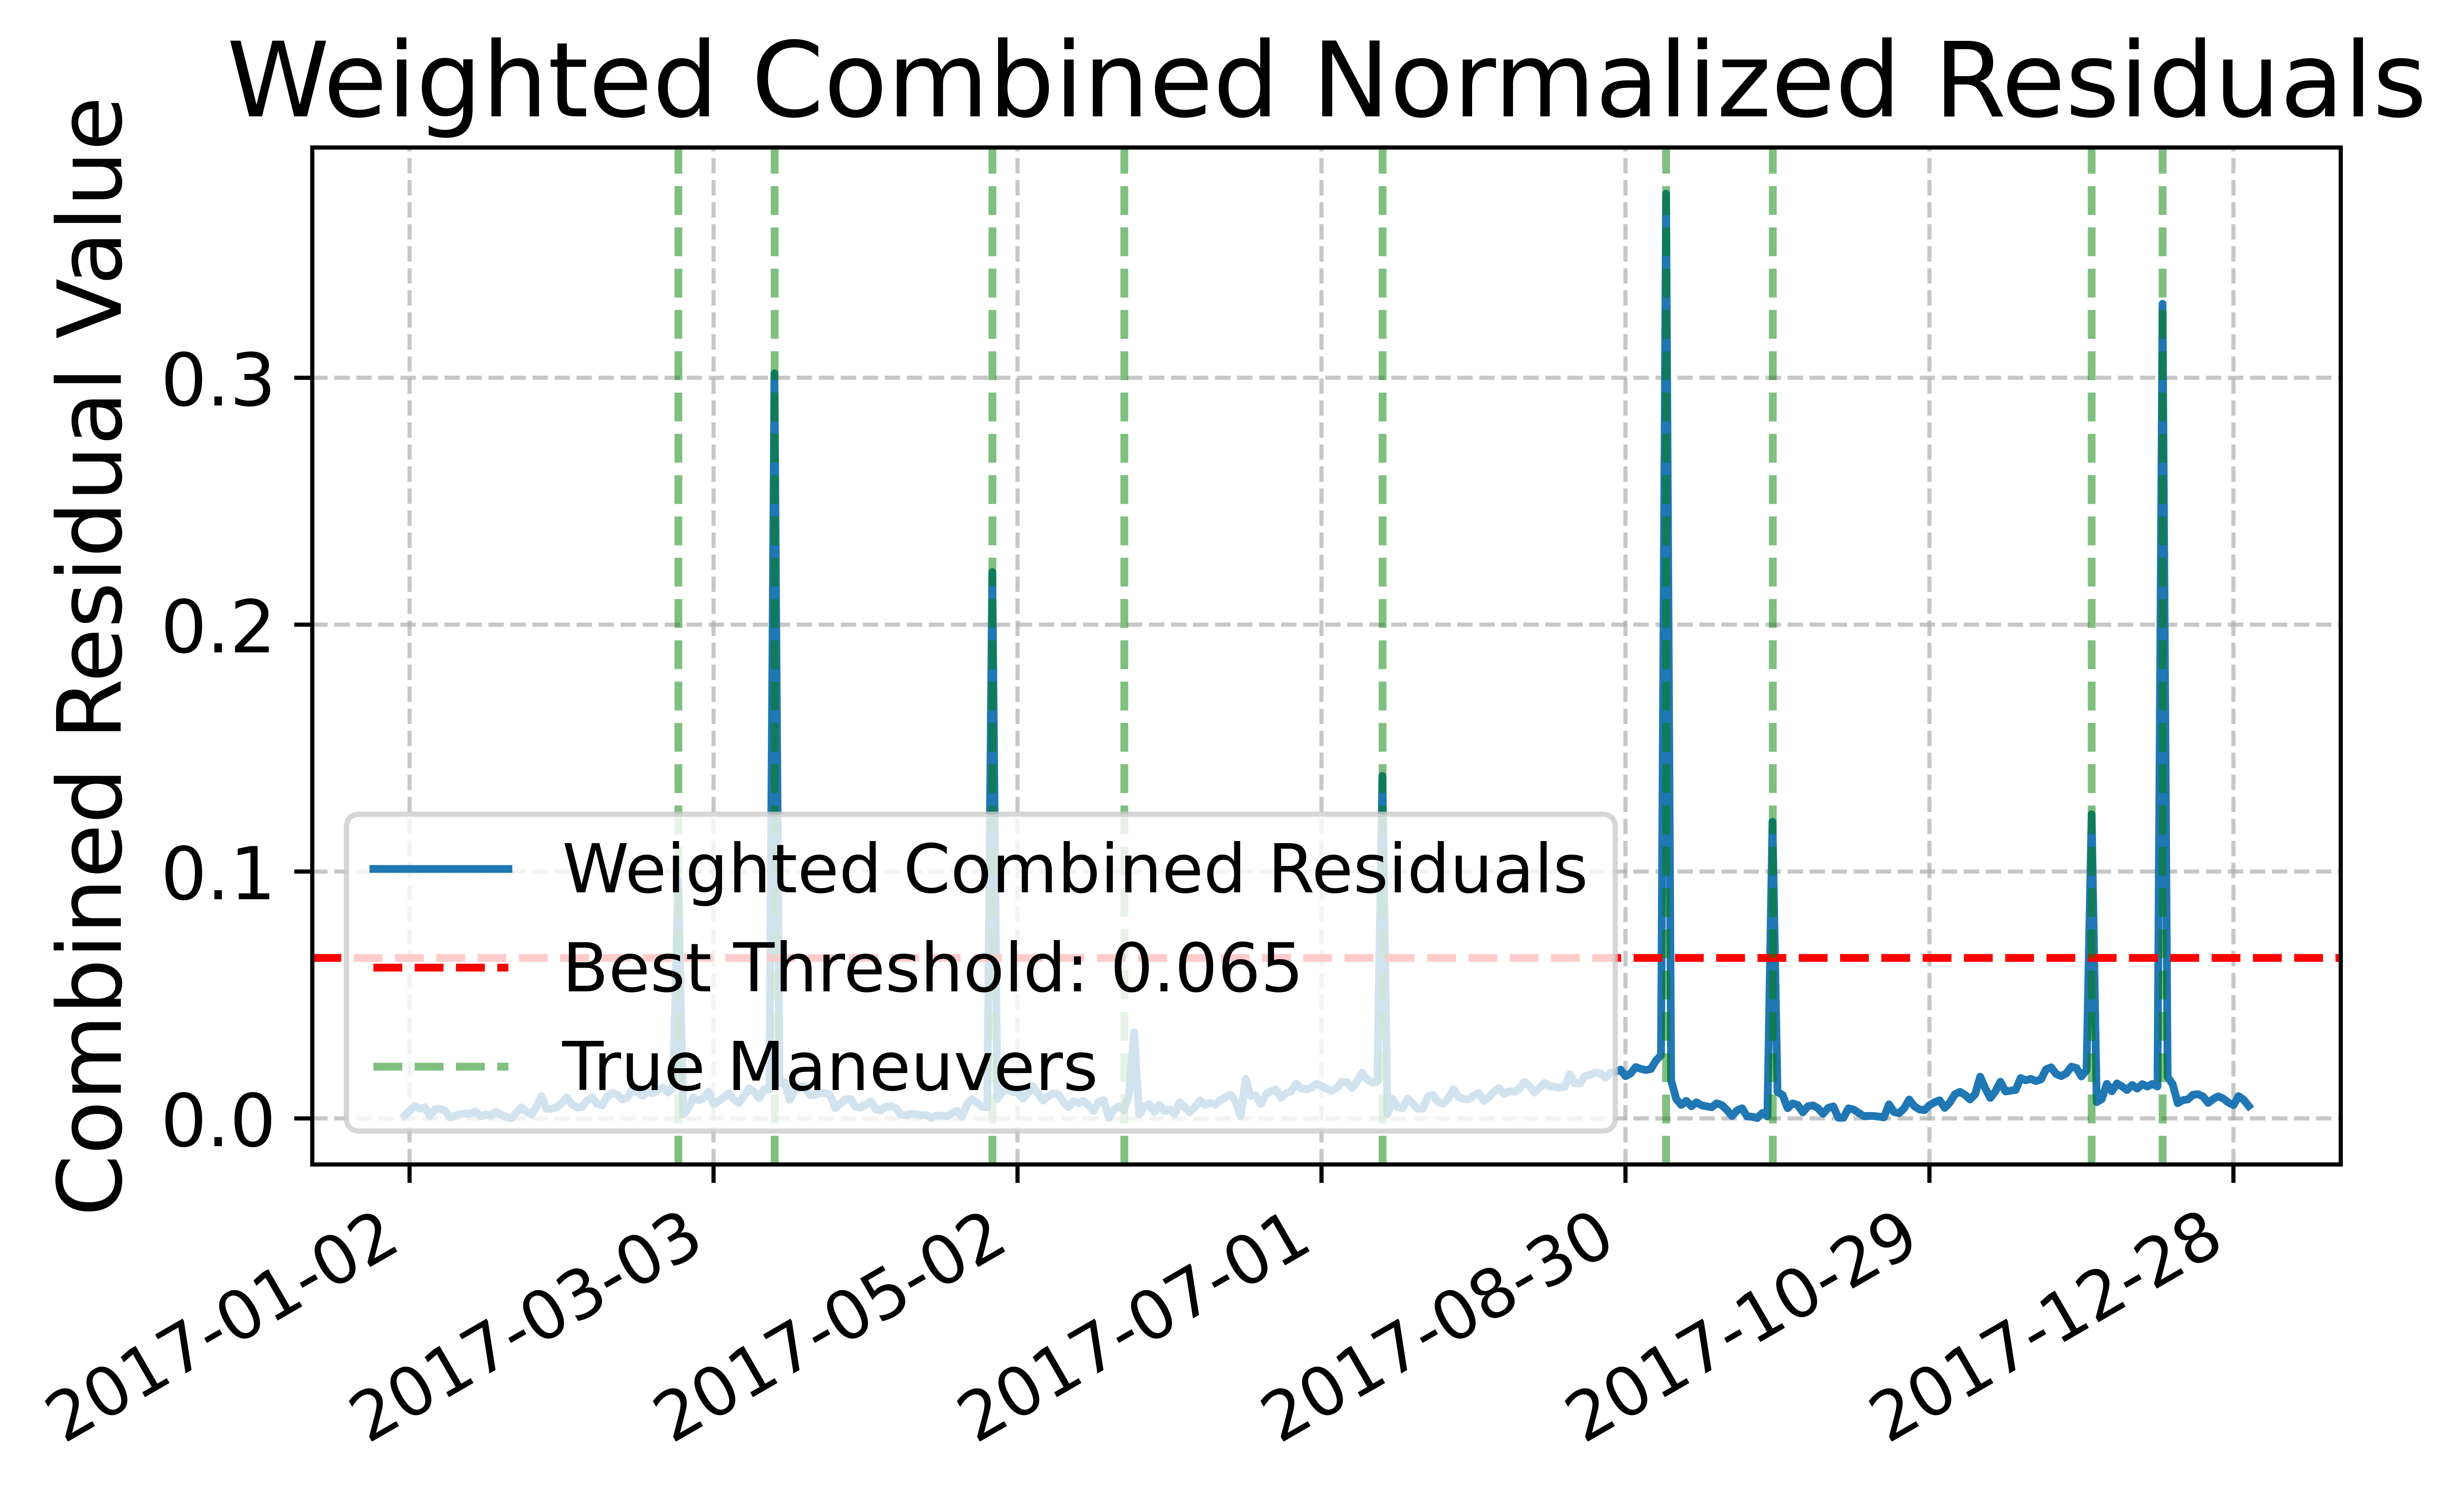 Weighted Combined Normalized Residuals
Combined Residual Value
0.3
0.2
0.1
0.0
Weighted Combined Residuals
Best Threshold: 0.065
True Maneuvers
2017-01-02
2017-03-03
2017-05-02
2017-07-01
2017-08-30
2017-10-29
2017-12-28